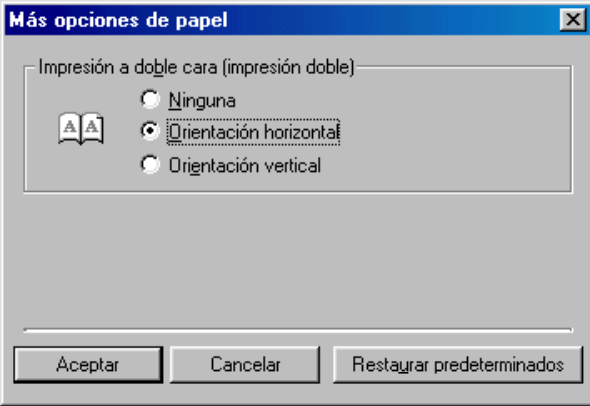 Más opciones de papel
Impresión a doble cara (impresión doble)
Ninguna
A A
Orientación horizontal
Orientación vertical
Aceptar Cancelar Restaurar predeterminados